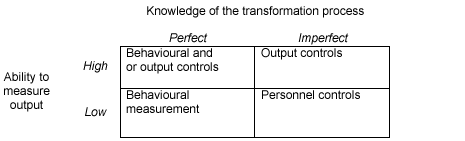 Knowledge of the transformation process
Perfect
Imperfect
Ability to
measure
output
High
Behavioural and
or output controls
Output controls
Low
Behavioural
measurement
Personnel controls